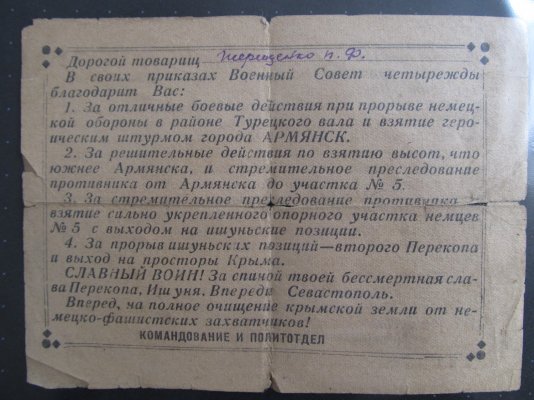 Дорогой товарищ Терещенко П. Ф.
В своих приказах Военный Совет четырежды
благодарит Вас:
1. За отличные боевые действия при прорыве немец-
кой обороны в районе Турецкого вала и взятие геро-
ическим штурмом города АРМЯНСК.
2. За решительные действия по взятию высот, что
южнее Армянска, и стремительное преследование
противника от Армянска до участка № 5.
3. За стремительное преследование противника
взятие сильно укрепленного опорного участка немцев
№ 5 с выходом на ишуньские позиции.
4. За прорыв ишуньских позиций—второго Перекопа
и выход на просторы Крыма.
СЛАВНЫЙ ВОИН! За спиной твоей бессмертная сла-
ва Перекопа, Ишуня. Впереди Севастополь.
Вперед, на полное очищение крымской земли от не-
мецко-фашистских захватчиков!
КОМАНДОВАНИЕ И ПОЛИТОТДЕЛ